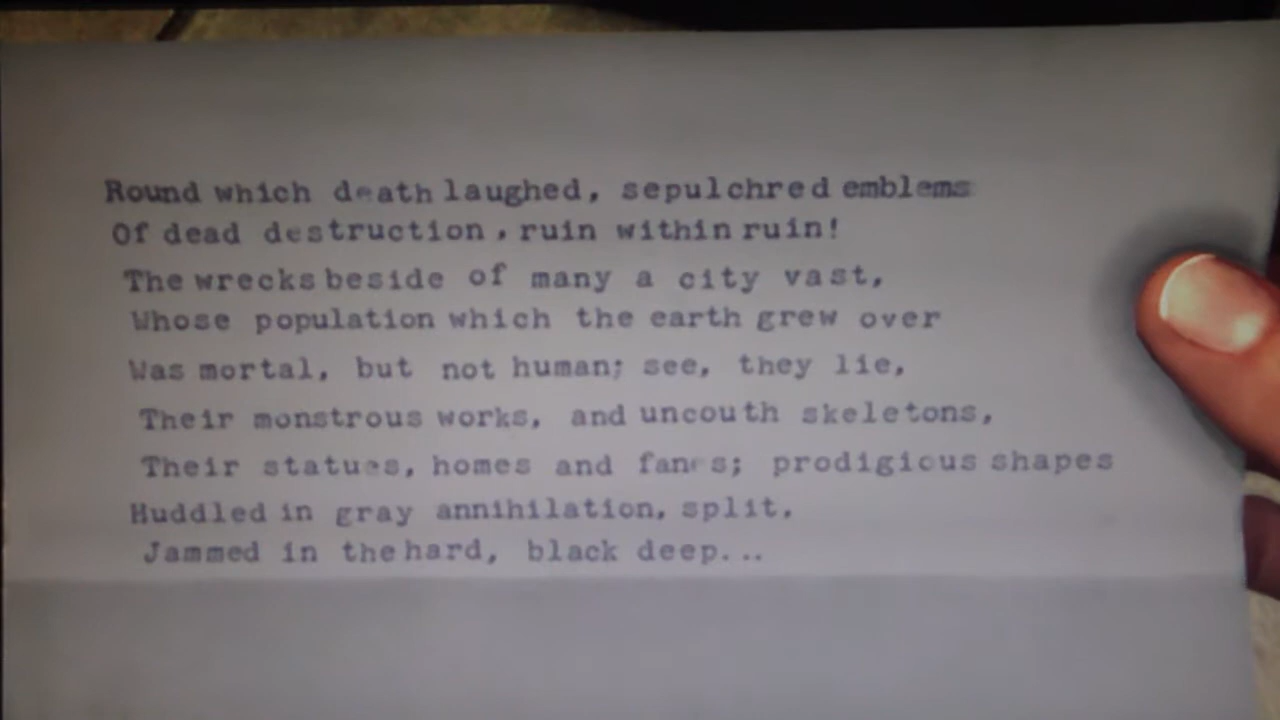 Round which death laughed, sepulchred emblems
Of dead destruction, ruin within ruin!
The wrecks beside of many a city vast,
Whose population which the earth grew over
Was mortal, but not human; see, they lie,
Their monstrous works, and uncouth skeletons,
Their statues, homes and fanes; prodigious shapes
Huddled in gray annihilation, split,
Jammed in the hard, black deep...